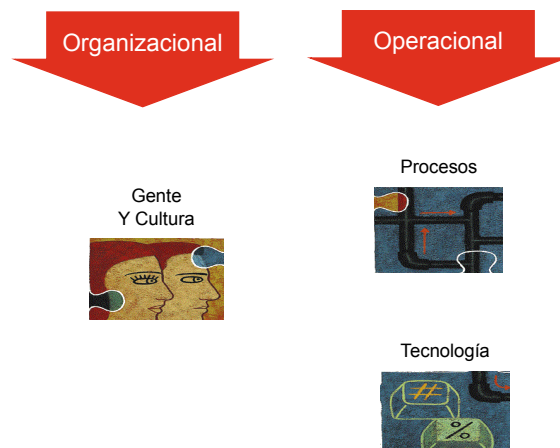 Organizacional
Operacional
Procesos
Gente
Y Cultura
Tecnología
#
%